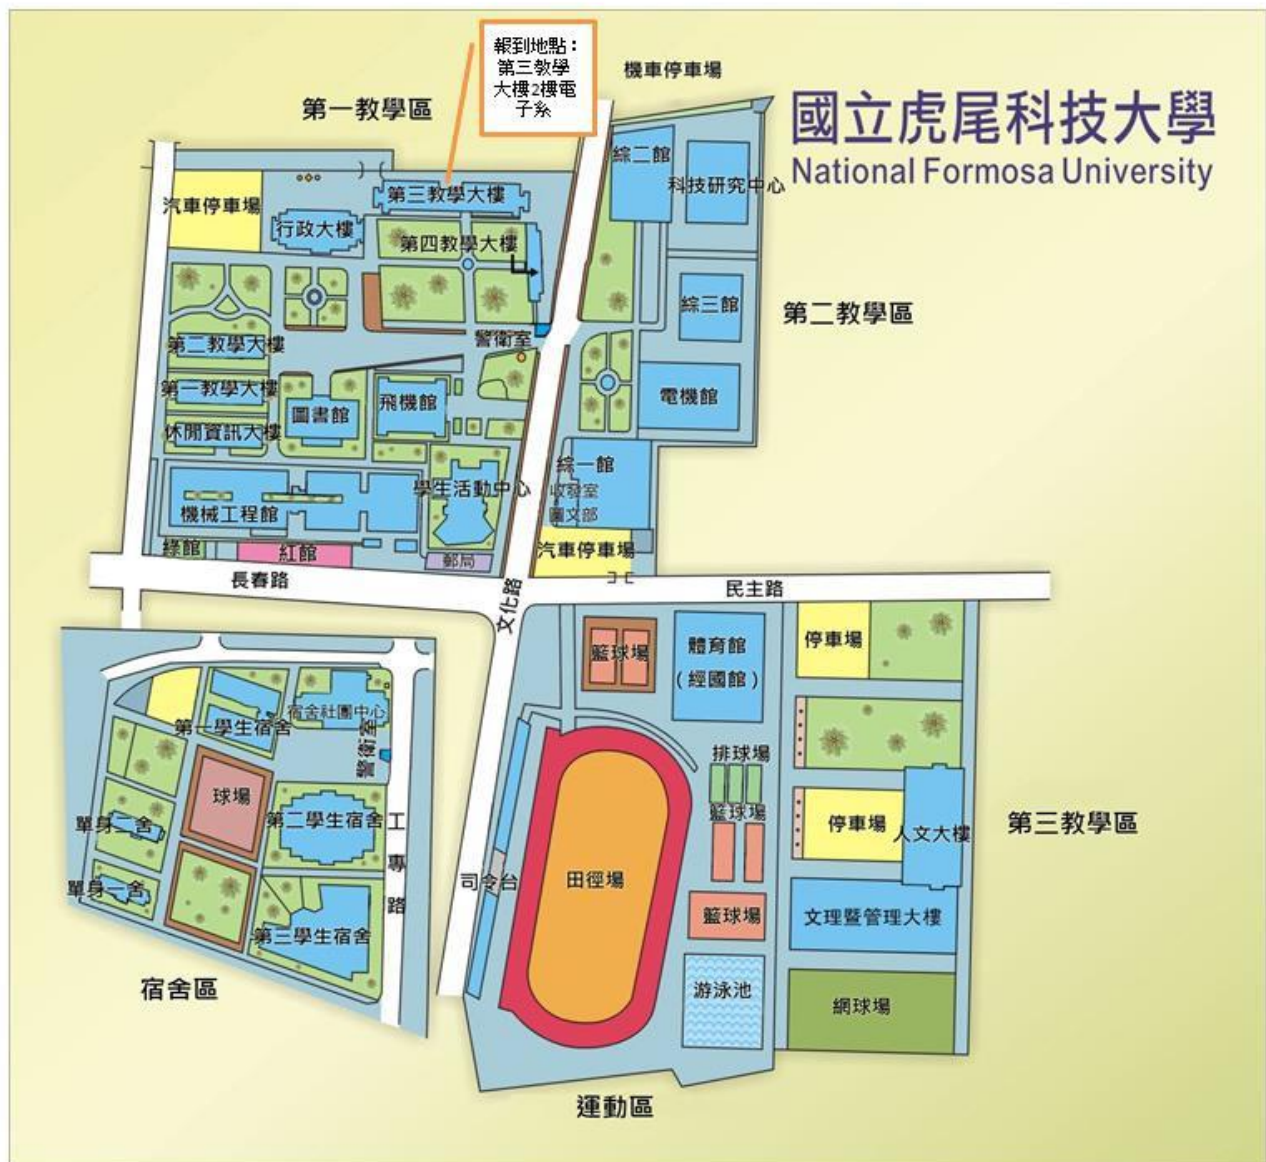 報到地點：
第三教學
大樓2樓電
子系
機車停車場
國立虎尾科技大學
National Formosa University
第一教學區
綜二館
科技研究中心
汽車停車場
第三教學大樓
行政大樓
第四教學大樓
綜三館
第二教學區
警衛室
第二教學大樓
第一教學大樓
圖書館
飛機館
電機館
休閒資訊大樓
綜一館
學生活動中心
收發室
圖文部
機械工程館
綠館
紅館
郵局
汽車停車場
長春路
文化路
民主路
籃球場
體育館
(經國館)
停車場
宿舍社團中心
第一學生宿舍
警衛室
排球場
球場
籃球場
單身二舍
第二學生宿舍
停車場
人文大樓
第三教學區
工專路
單身一舍
司令台
田徑場
籃球場
文理暨管理大樓
第三學生宿舍
宿舍區
游泳池
網球場
運動區